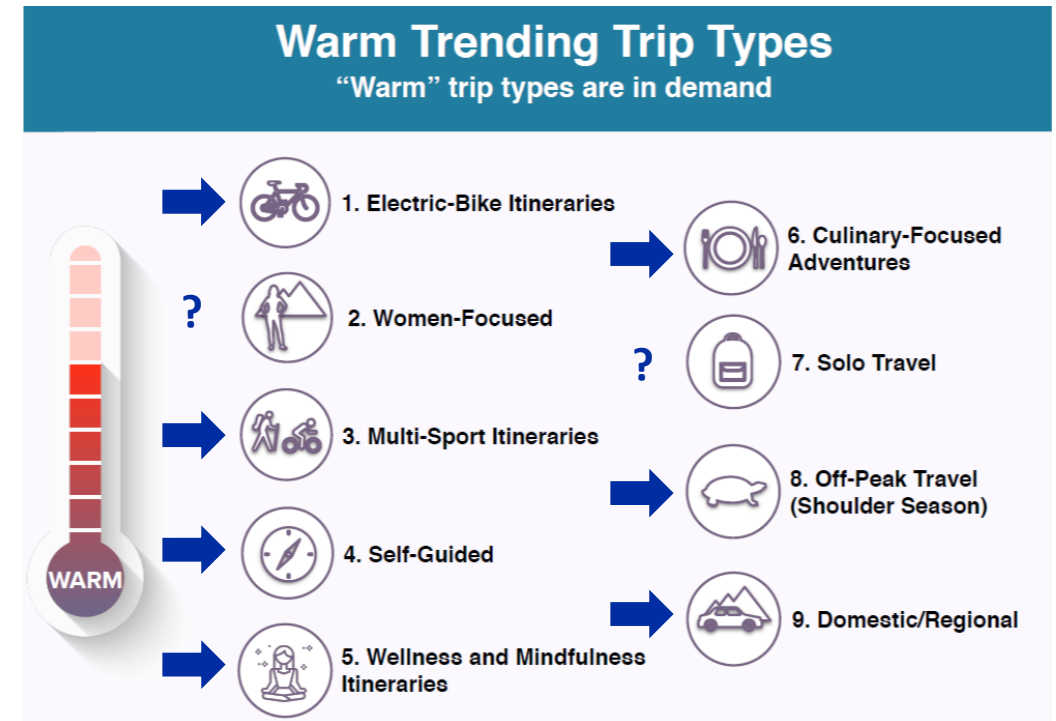 Warm Trending Trip Types
“Warm” trip types are in demand
WARM
1. Electric-Bike Itineraries
?
2. Women-Focused
3. Multi-Sport Itineraries
4. Self-Guided
5. Wellness and Mindfulness
Itineraries
6. Culinary-Focused
Adventures
?
7. Solo Travel
8. Off-Peak Travel
(Shoulder Season)
9. Domestic/Regional